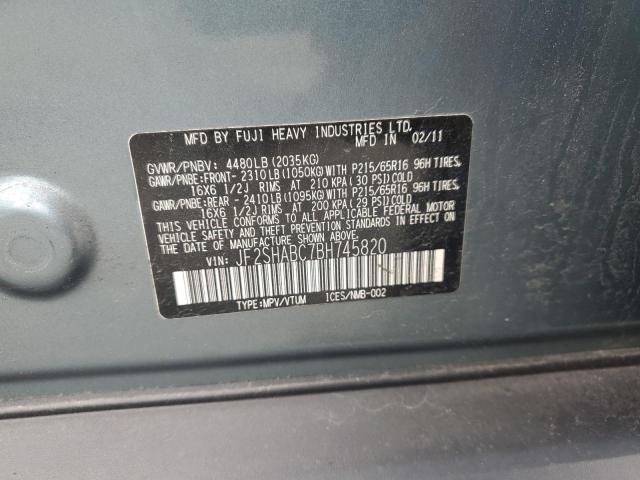 MFD BY FUJI HEAVY INDUSTRIES LTD.
MFD IN 02/11
GVWR/PNBV: 4480LB(2035KG)
GAWR/PNBE:FRONT- 2310LB(1050KG)WITH P215/65R16 96H TIRES,
16X6 1/2J RIMS AT 210 KPA(30 PSI)COLD
GAWR/PNBE:REAR - 2410LB(1095KG)WITH P215/65R16 96H TIRES,
16X6 1/2J RIMS AT 200 KPA(29 PSI)COLD
THIS VEHICLE CONFORMS TO ALL APPLICABLE FEDERAL MOTOR
VEHICLE SAFETY AND THEFT PREVENTION STANDARDS IN EFFECT
ON THE DATE OF MANUFACTURE SHOWN ABOVE.
VIN: JF2SHABC7BH745820
TYPE:MPV/VTUM ICES/NMB-002